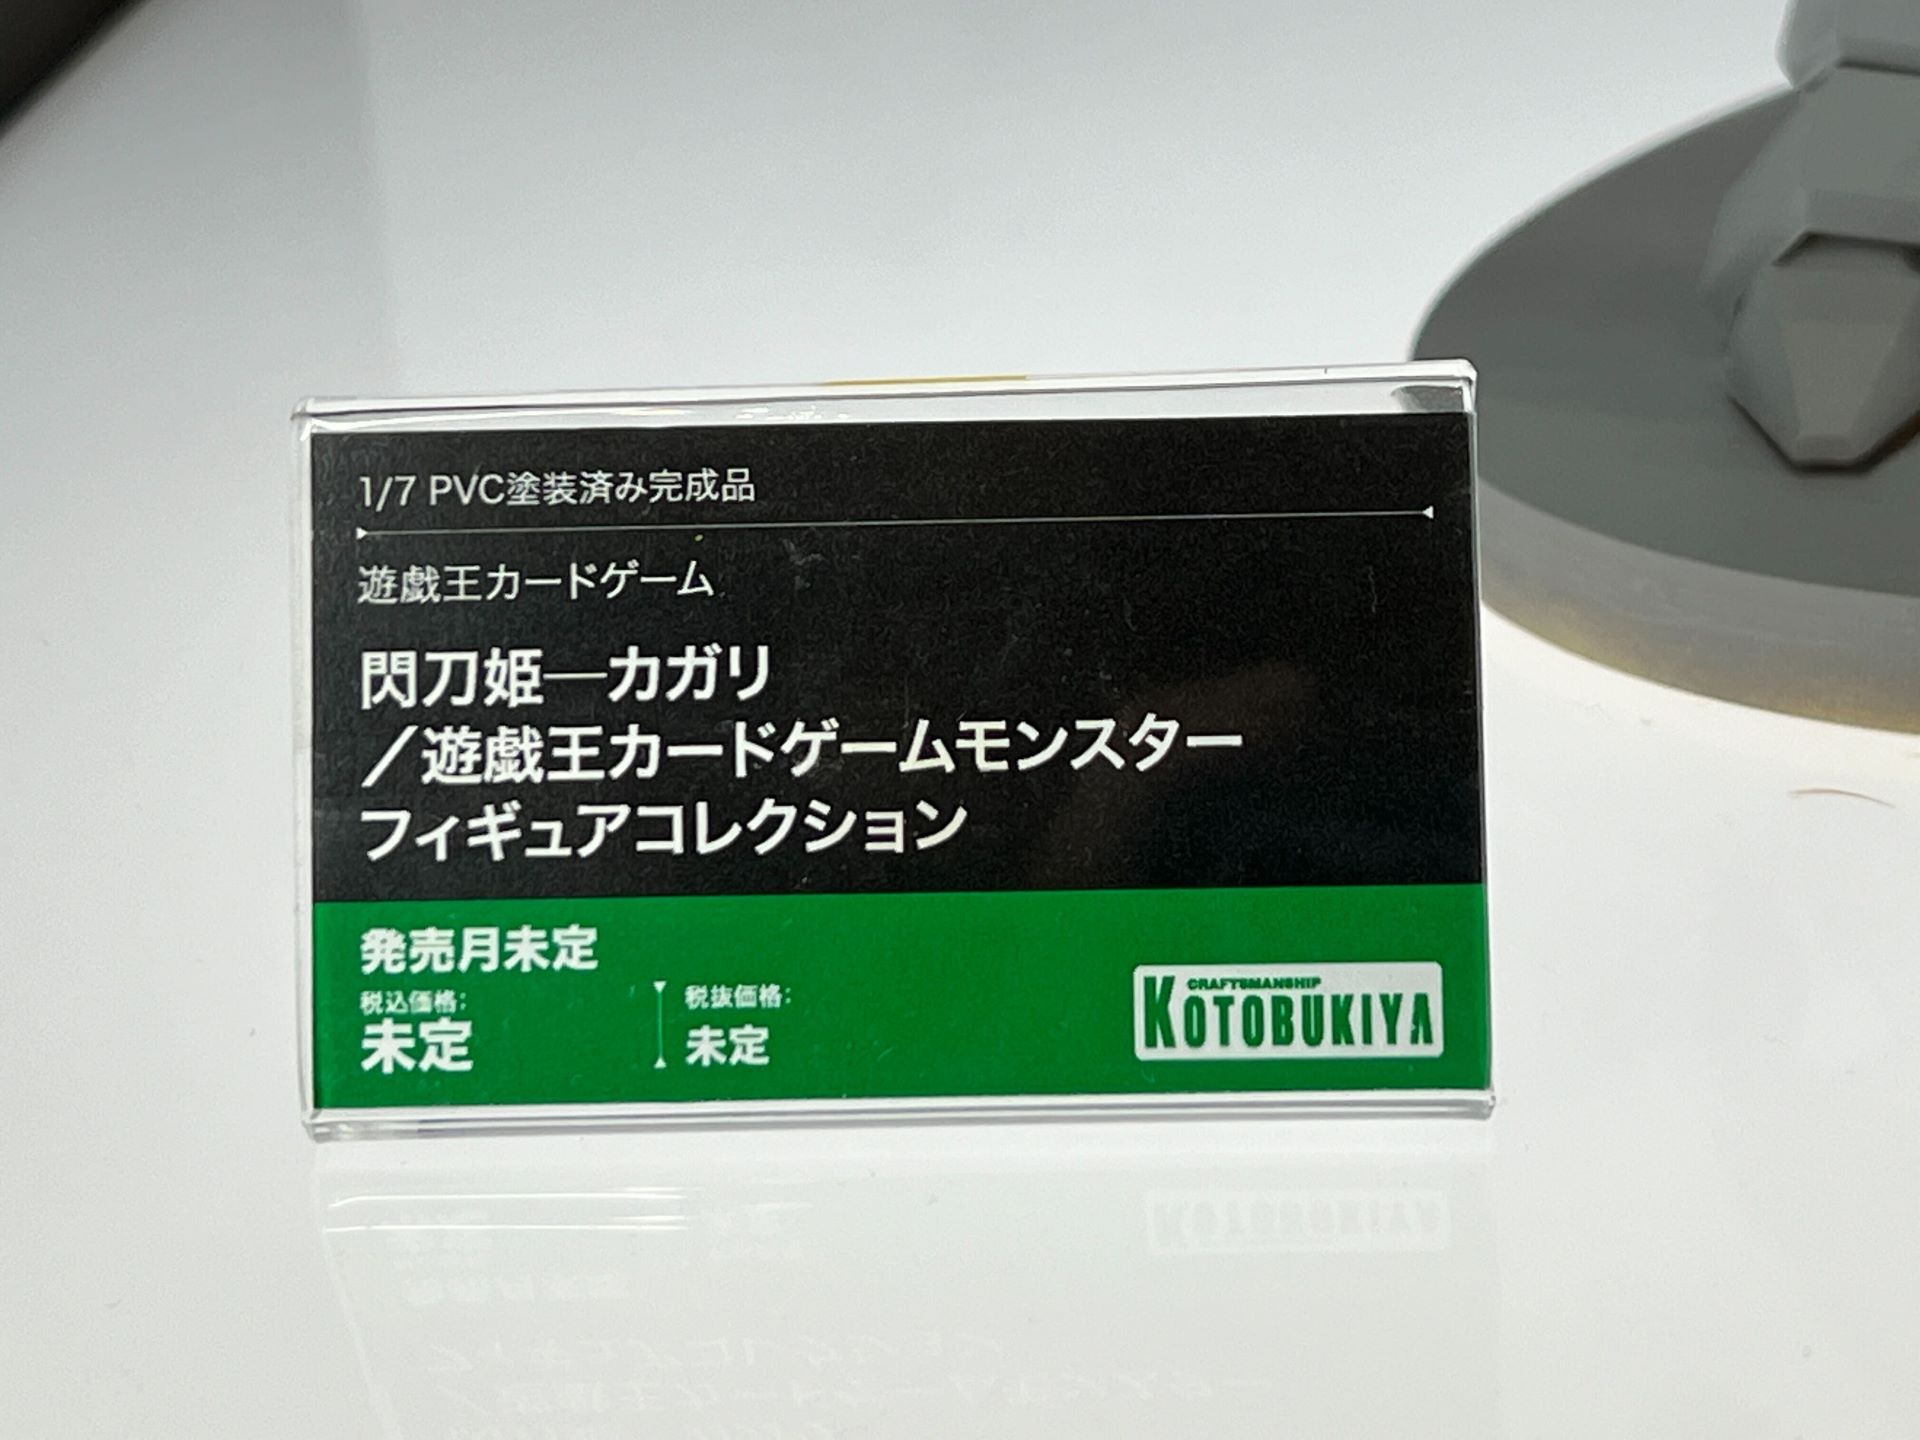 1/7 PVC塗装済み完成品
遊戯王カードゲーム
閃刀姫―カガリ
／遊戯王カードゲームモンスター
フィギュアコレクション
発売月未定
税込価格:
未定
税抜価格:
未定
CRAFTSMANSHIP
KOTOBUKIYA